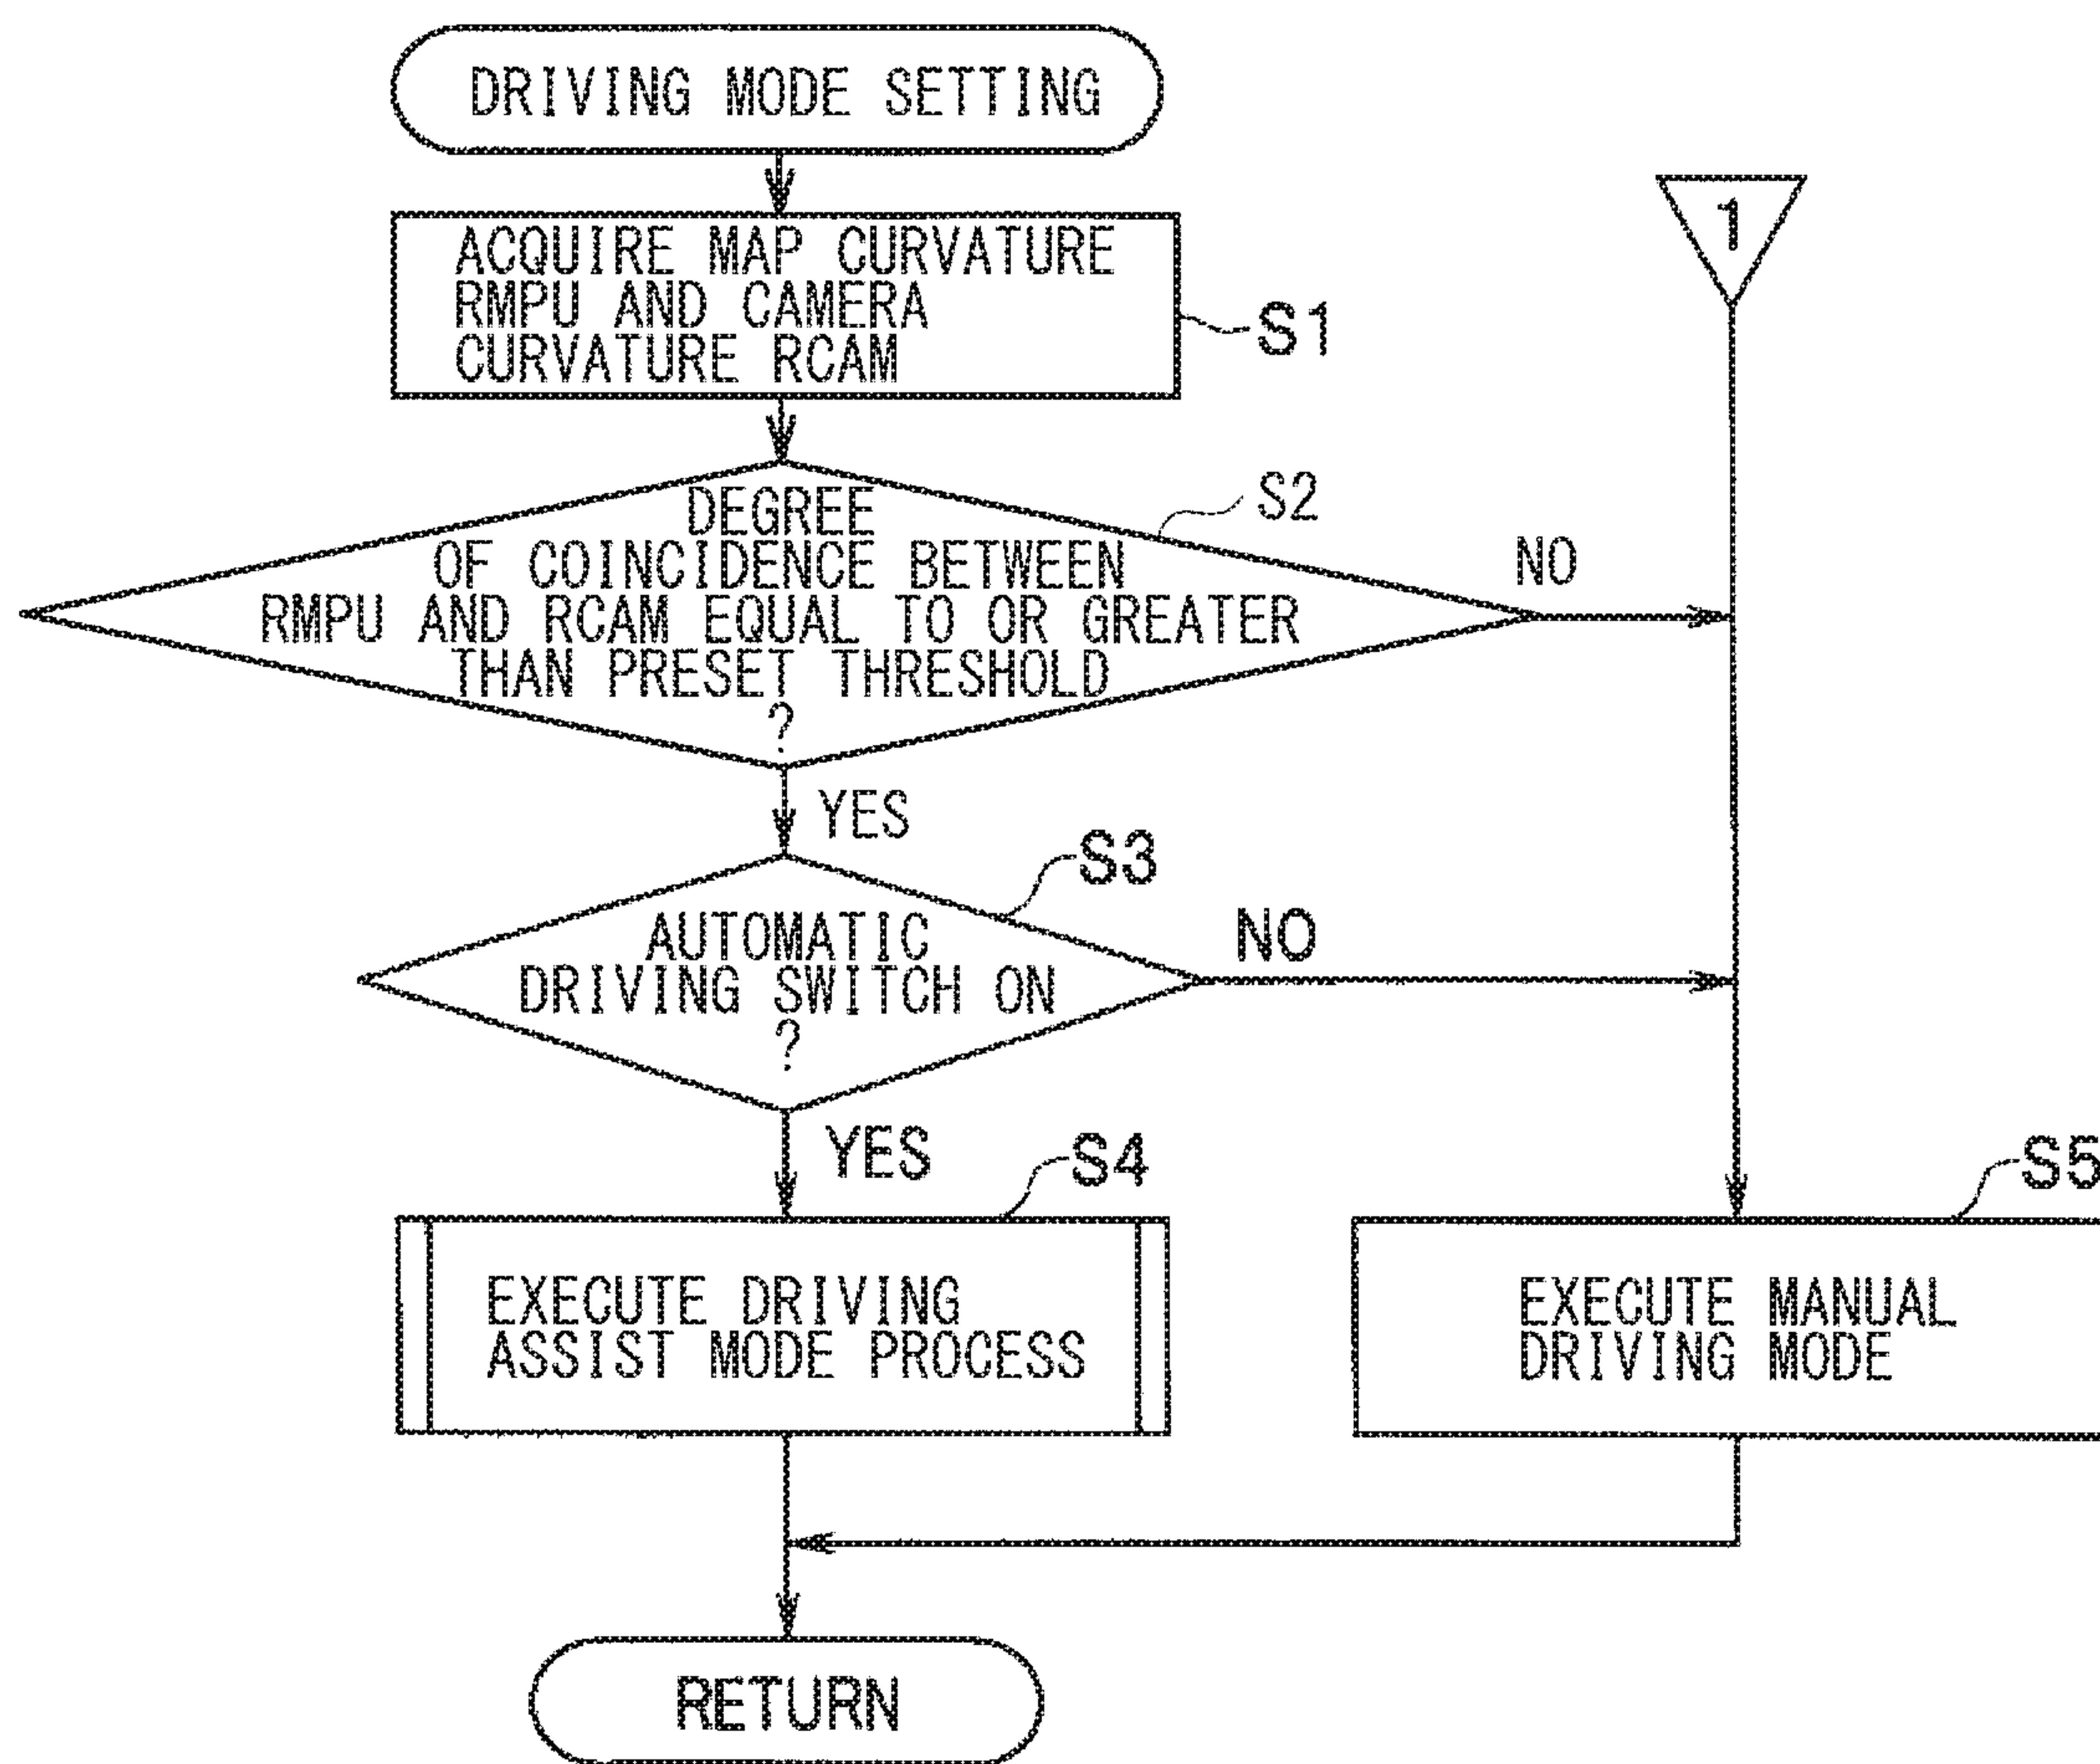 DRIVING MODE SETTING
1
ACQUIRE MAP CURVATURE
RMPU AND CAMERA
CURVATURE RCAM
S1
DEGREE
OF COINCIDENCE BETWEEN
RMPU AND RCAM EQUAL TO OR GREATER
THAN PRESET THRESHOLD
?
S2
NO
YES
AUTOMATIC
DRIVING SWITCH ON
?
S3
NO
YES
EXECUTE DRIVING
ASSIST MODE PROCESS
S4
EXECUTE MANUAL
DRIVING MODE
S5
RETURN